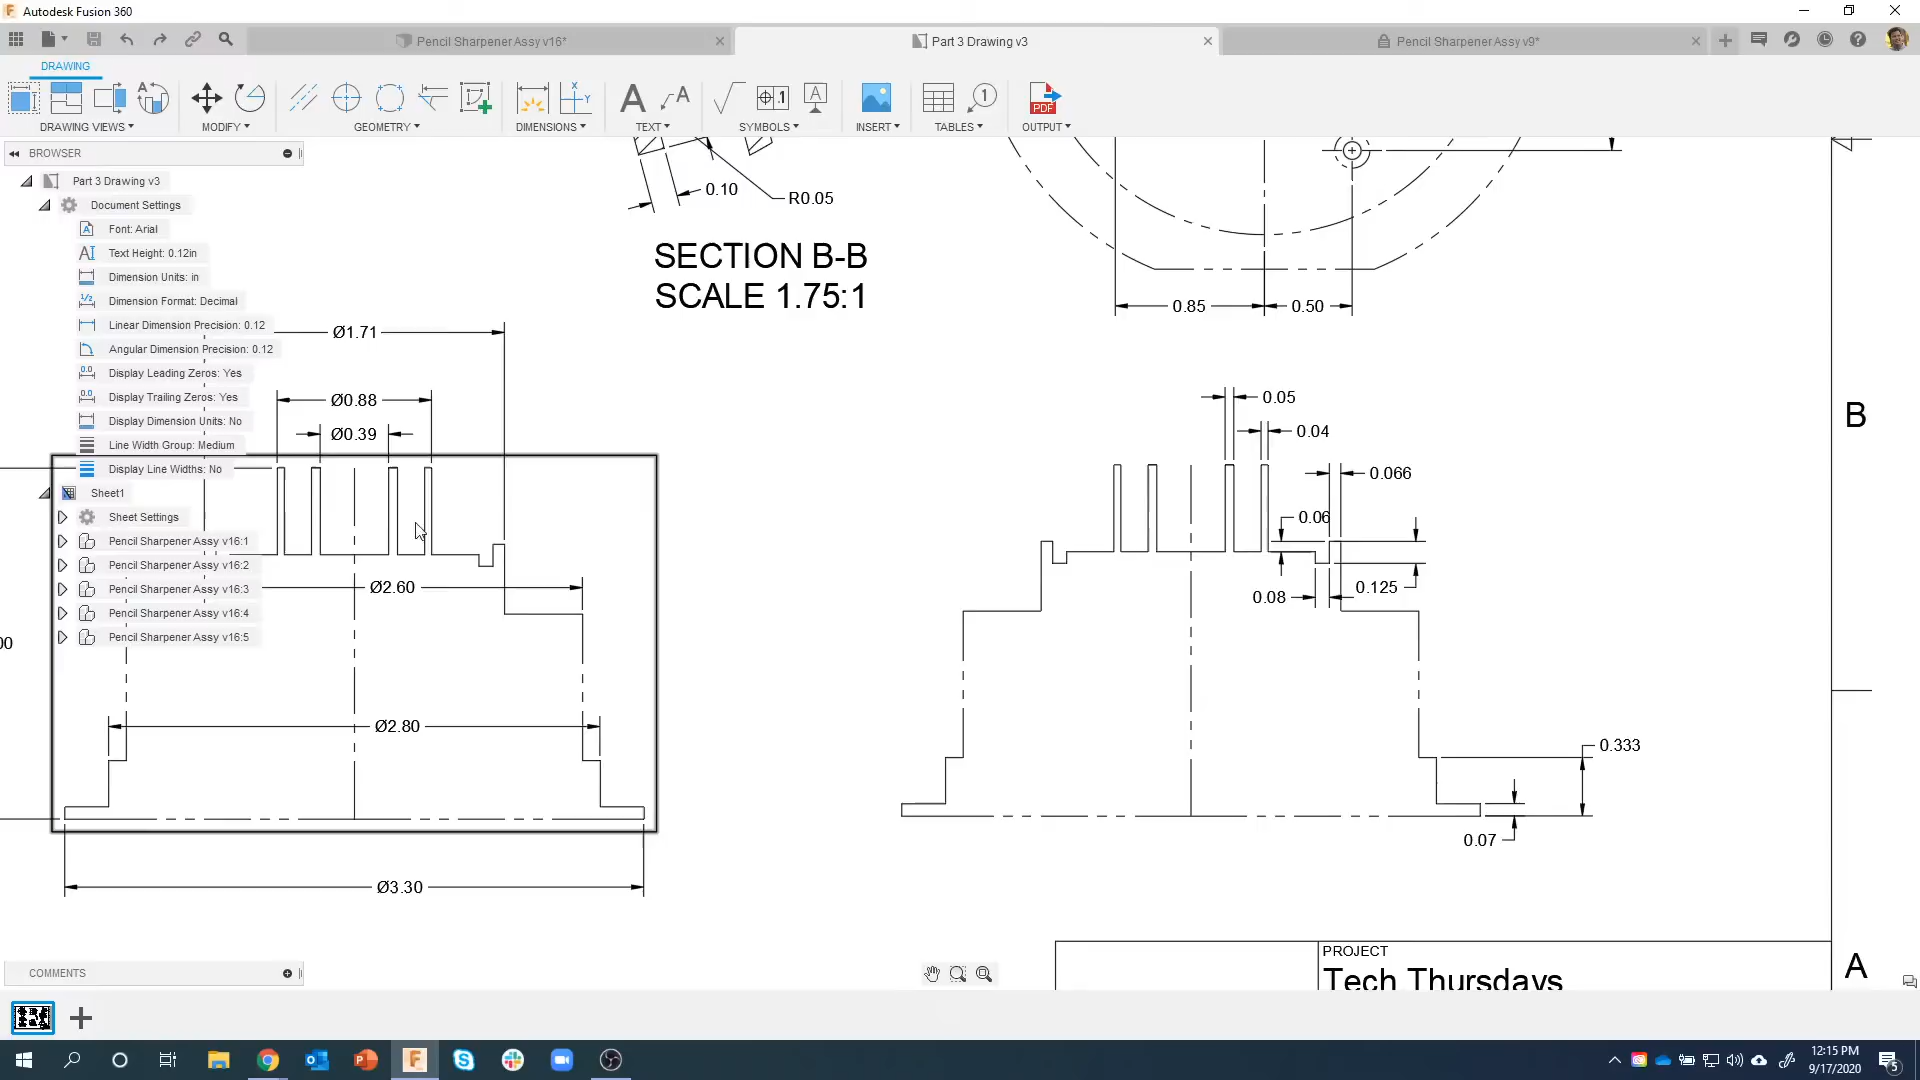 Autodesk Fusion 360
Pencil Sharpener Assy v16*
Part 3 Drawing v3
Pencil Sharpener Assy v9*
DRAWING
DRAWING VIEWS
MODIFY
GEOMETRY
DIMENSIONS
TEXT
SYMBOLS
INSERT
TABLES
OUTPUT
BROWSER
Part 3 Drawing v3
Document Settings
Font: Arial
Text Height: 0.12in
Dimension Units: in
Dimension Format: Decimal
Linear Dimension Precision: 0.12
Angular Dimension Precision: 0.12
Display Leading Zeros: Yes
Display Trailing Zeros: Yes
Display Dimension Units: No
Line Width Group: Medium
Display Line Widths: No
Sheet1
Sheet Settings
Pencil Sharpener Assy v16:1
Pencil Sharpener Assy v16:2
Pencil Sharpener Assy v16:3
Pencil Sharpener Assy v16:4
Pencil Sharpener Assy v16:5
0.10
R0.05
SECTION B-B
SCALE 1.75:1
0.85
0.50
Ø1.71
Ø0.88
Ø0.39
Ø2.60
Ø2.80
Ø3.30
00
0.05
0.04
0.066
0.06
0.125
0.08
0.333
0.07
B
A
PROJECT
Tech Thursdays
COMMENTS
12:15 PM
9/17/2020
5